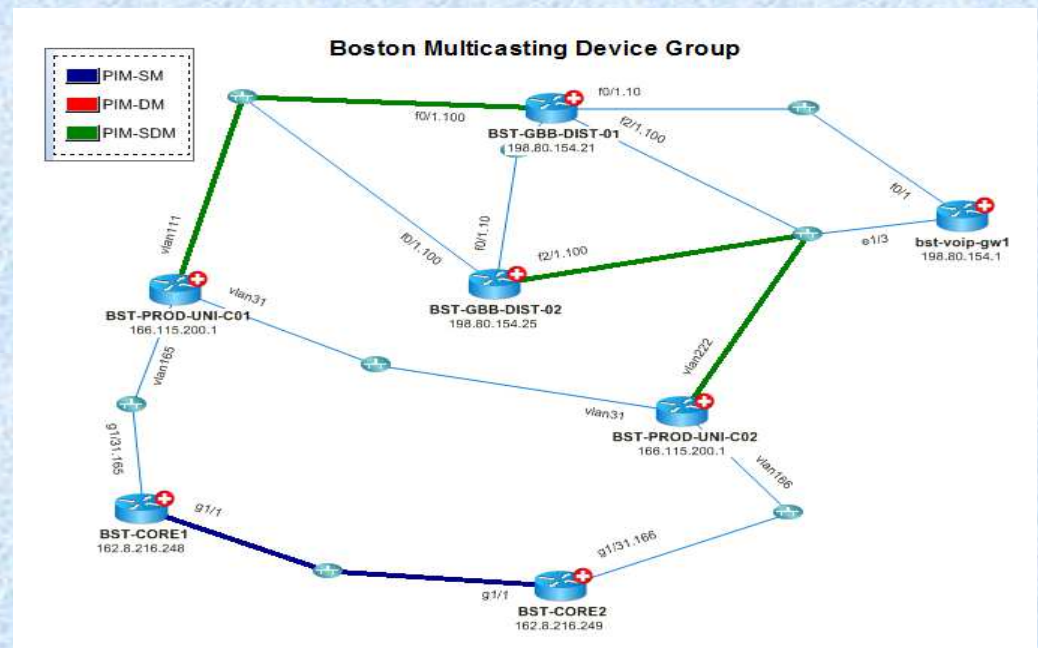 Boston Multicasting Device Group
PIM-SM
PIM-DM
PIM-SDM
f0/1.100
f0/1.10
BST-GBB-DIST-01
198.80.154.21
f2/1.100
f0/1
bst-voip-gw1
198.80.154.1
e1/3
vlan111
f0/1.100
f0/1.10
f2/1.100
BST-GBB-DIST-02
198.80.154.25
BST-PROD-UNI-C01
166.115.200.1
vlan31
vlan165
vlan222
vlan31
BST-PROD-UNI-C02
166.115.200.1
vlan166
g1/31.165
BST-CORE1
162.8.216.248
g1/1
g1/31.166
g1/1
BST-CORE2
162.8.216.249